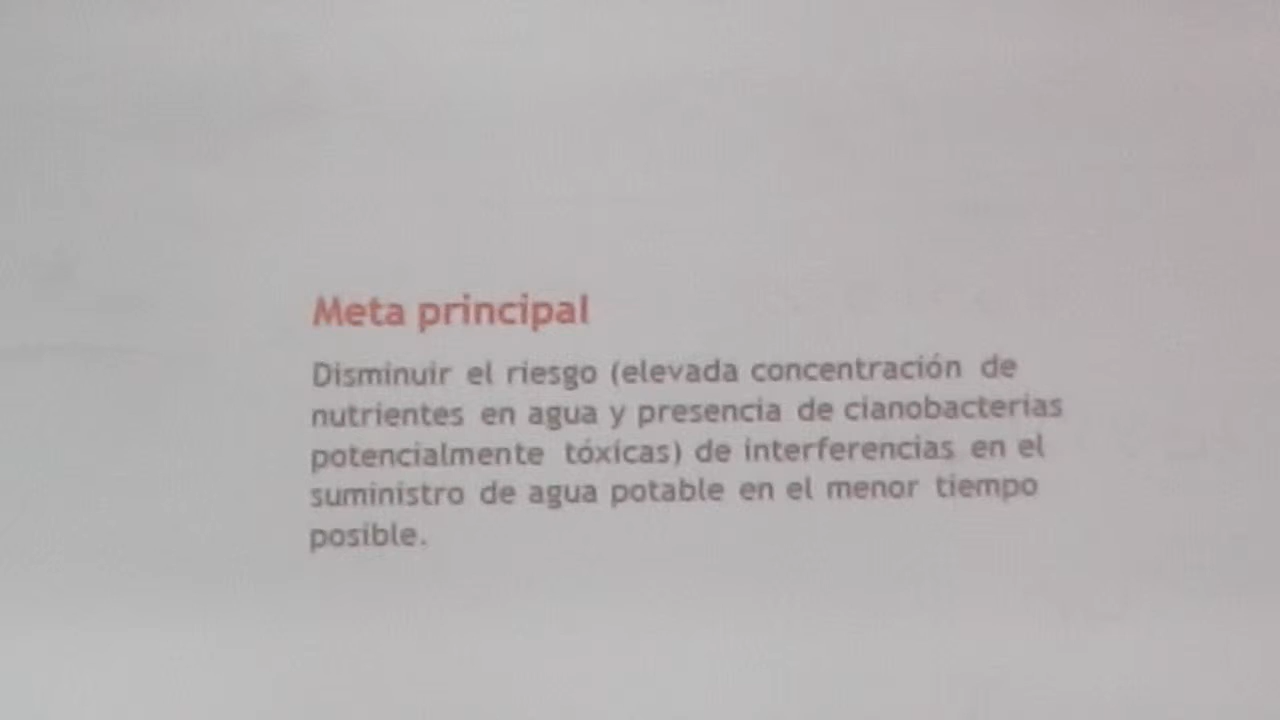 Meta principal
Disminuir el riesgo (elevada concentración de
nutrientes en agua y presencia de cianobacterias
potencialmente tóxicas) de interferencias en el
suministro de agua potable en el menor tiempo
posible.